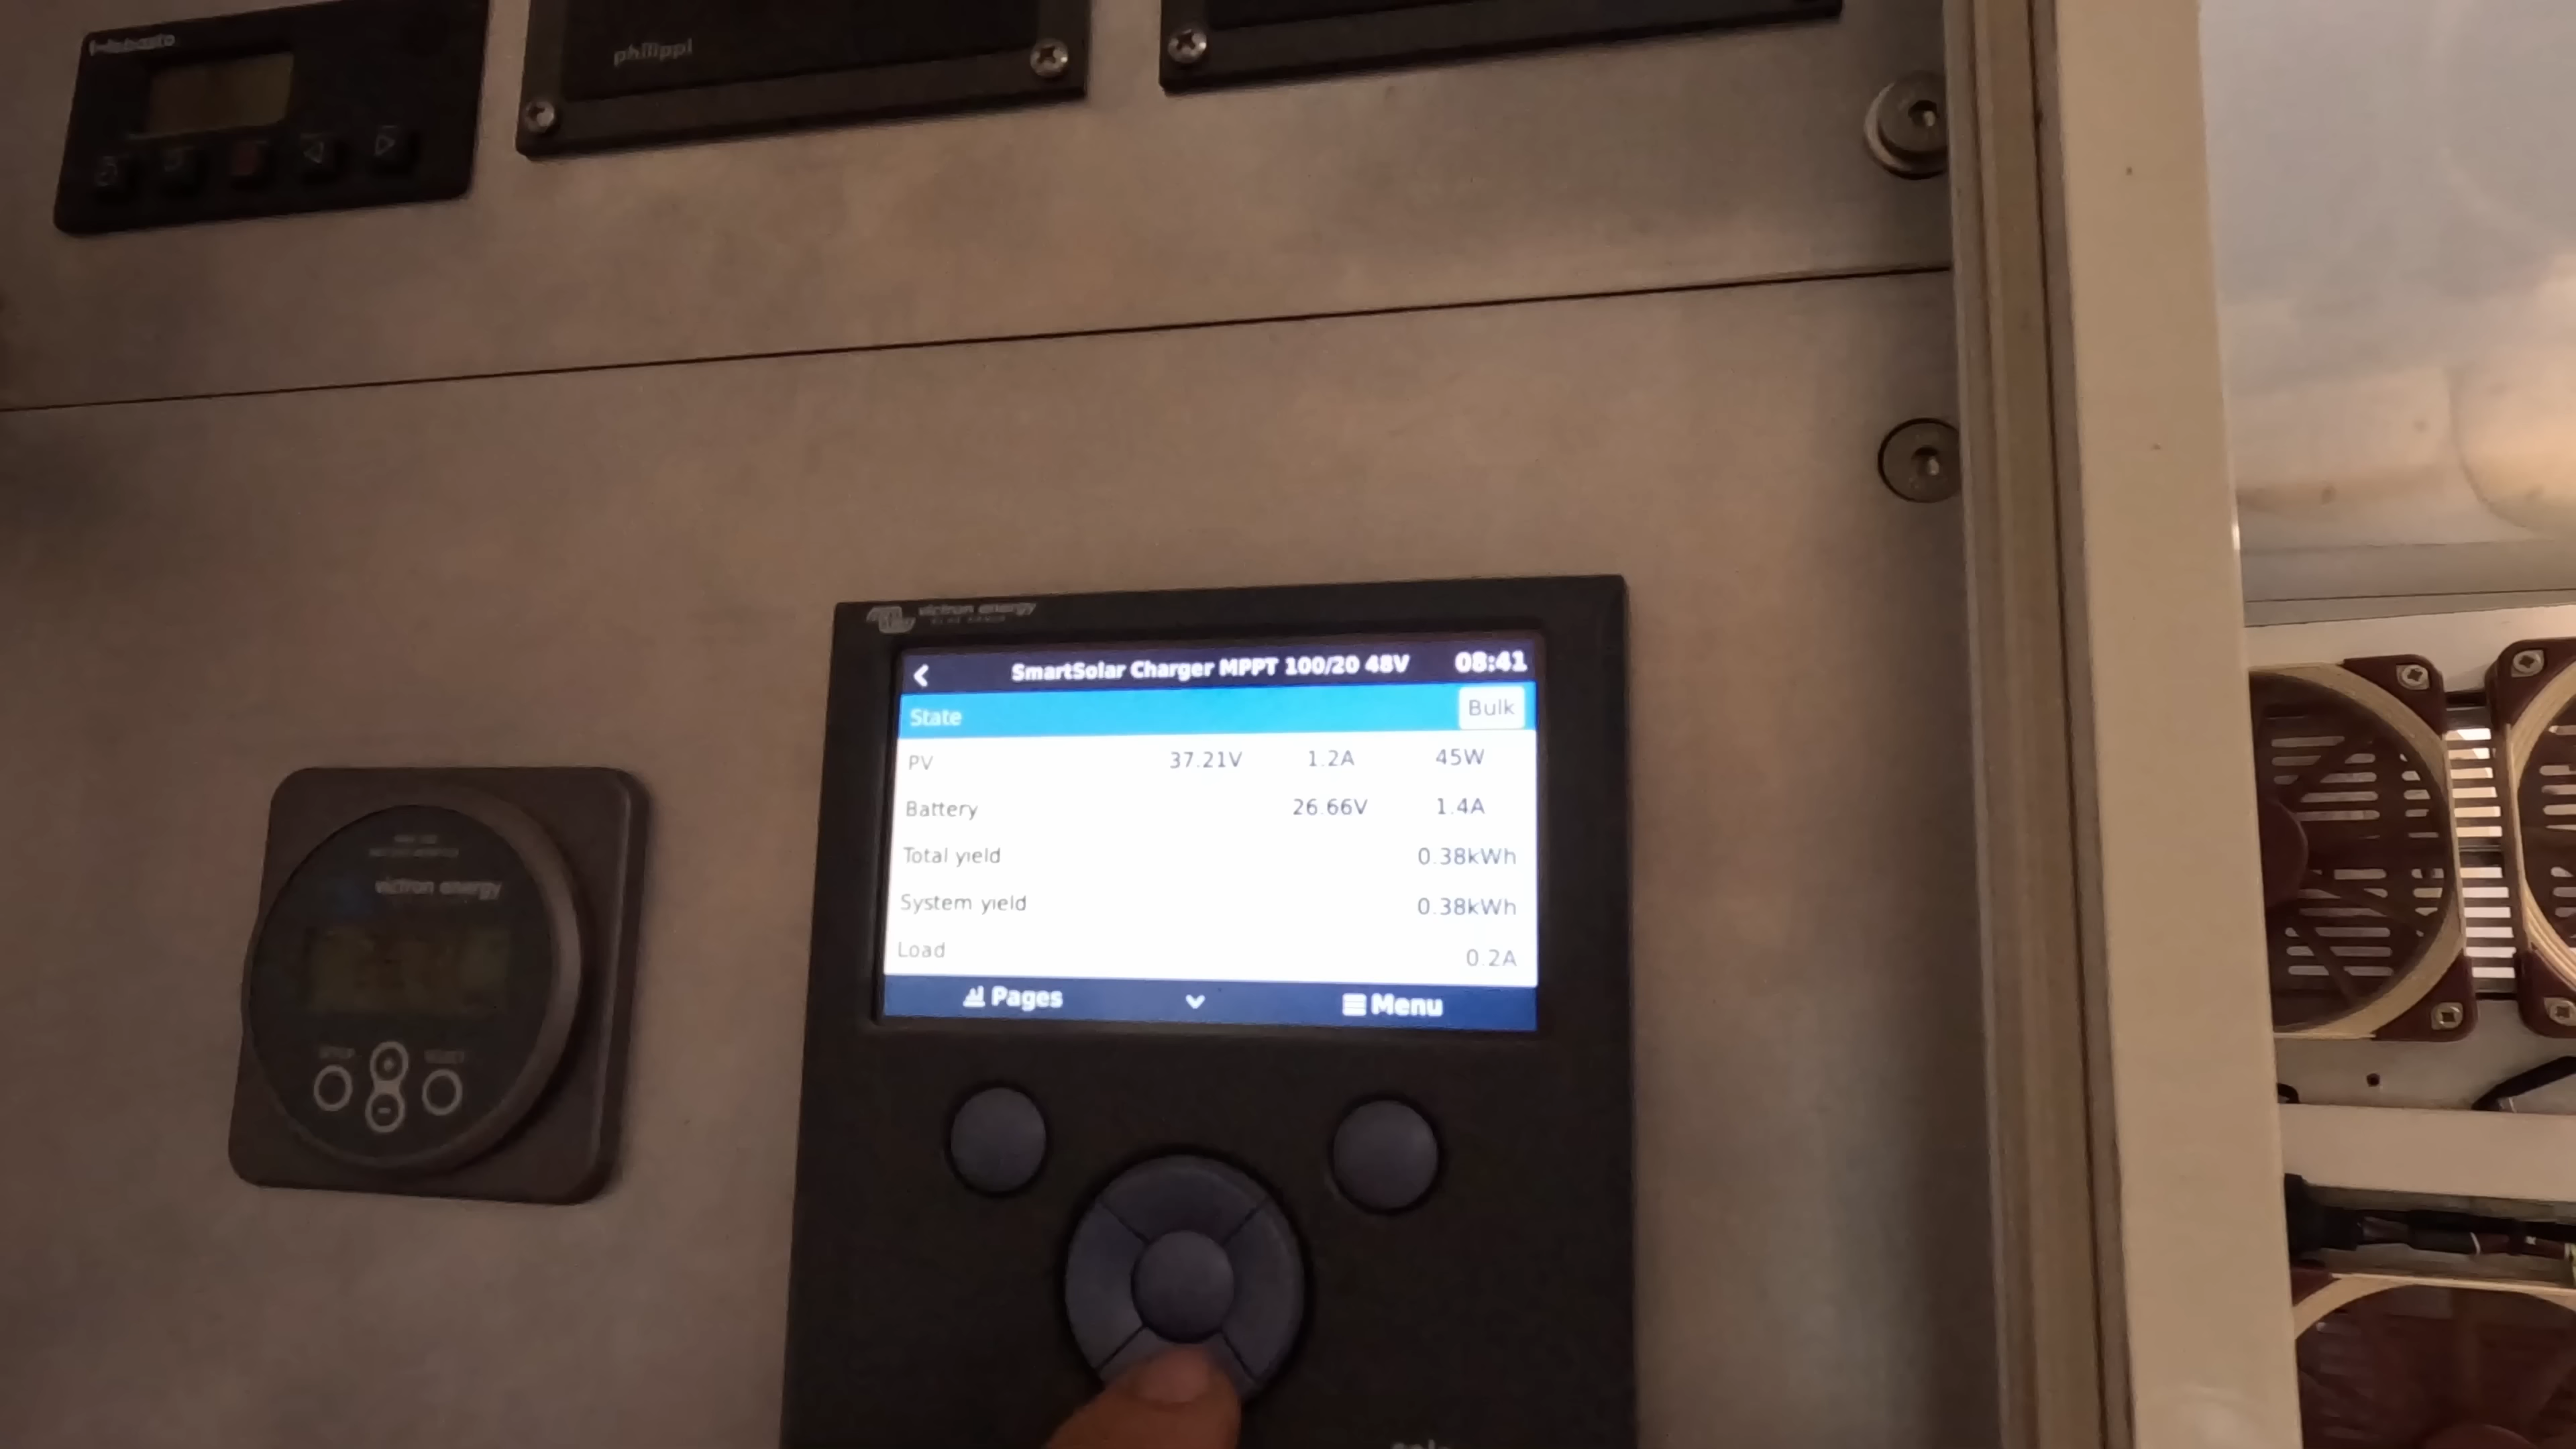 philippi
victron energy
SmartSolar Charger MPPT 100/20 48V 08:41
State Bulk
PV 37.21V 1.2A 45W
Battery 26.66V 1.4A
Total yield 0.38kWh
System yield 0.38kWh
Load 0.2A
Pages Menu
victron energy